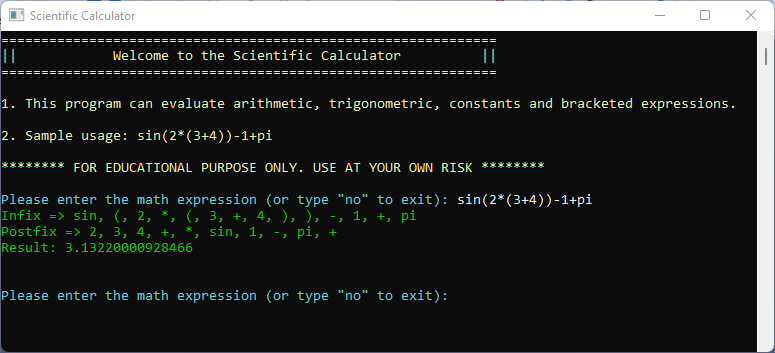 Scientific Calculator
==============================================================
||            Welcome to the Scientific Calculator          ||
==============================================================
1. This program can evaluate arithmetic, trigonometric, constants and bracketed expressions.
2. Sample usage: sin(2*(3+4))-1+pi
******** FOR EDUCATIONAL PURPOSE ONLY. USE AT YOUR OWN RISK ********
Please enter the math expression (or type "no" to exit): sin(2*(3+4))-1+pi
Infix => sin, (, 2, *, (, 3, +, 4, ), ), -, 1, +, pi
Postfix => 2, 3, 4, +, *, sin, 1, -, pi, +
Result: 3.13220000928466
Please enter the math expression (or type "no" to exit):